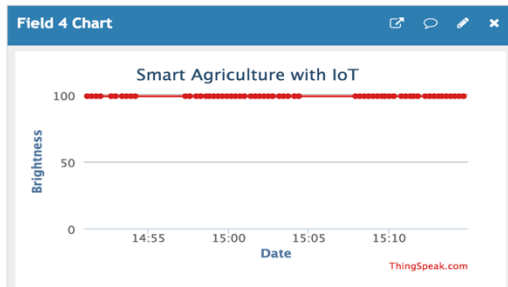 Field 4 Chart
Smart Agriculture with IoT
Brightness
100
50
0
14:55 15:00 15:05 15:10
Date
ThingSpeak.com